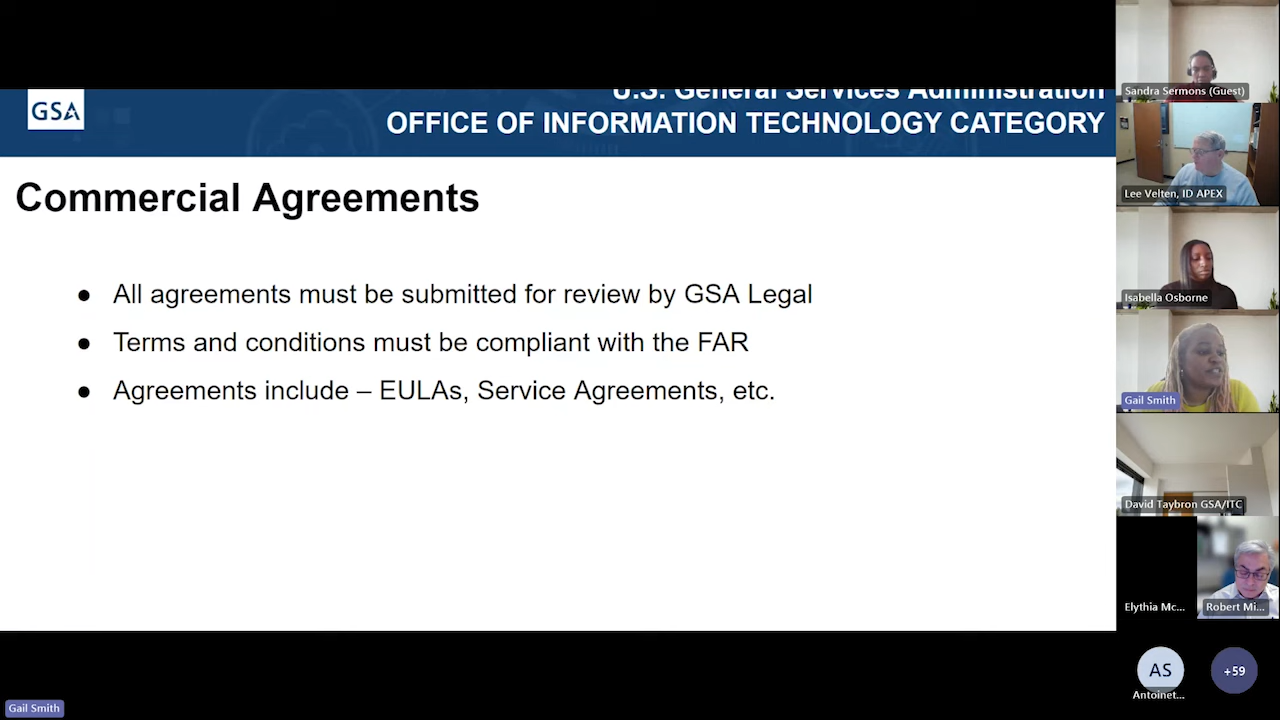 GSA
U.S. General Services Administration
OFFICE OF INFORMATION TECHNOLOGY CATEGORY
Commercial Agreements
● All agreements must be submitted for review by GSA Legal
● Terms and conditions must be compliant with the FAR
● Agreements include – EULAs, Service Agreements, etc.
Sandra Sermons (Guest)
Lee Velten, ID APEX
Isabella Osborne
Gail Smith
David Taybron GSA/ITC
Elythia Mc...
Robert Mi...
AS
+59
Antoinet...
Gail Smith